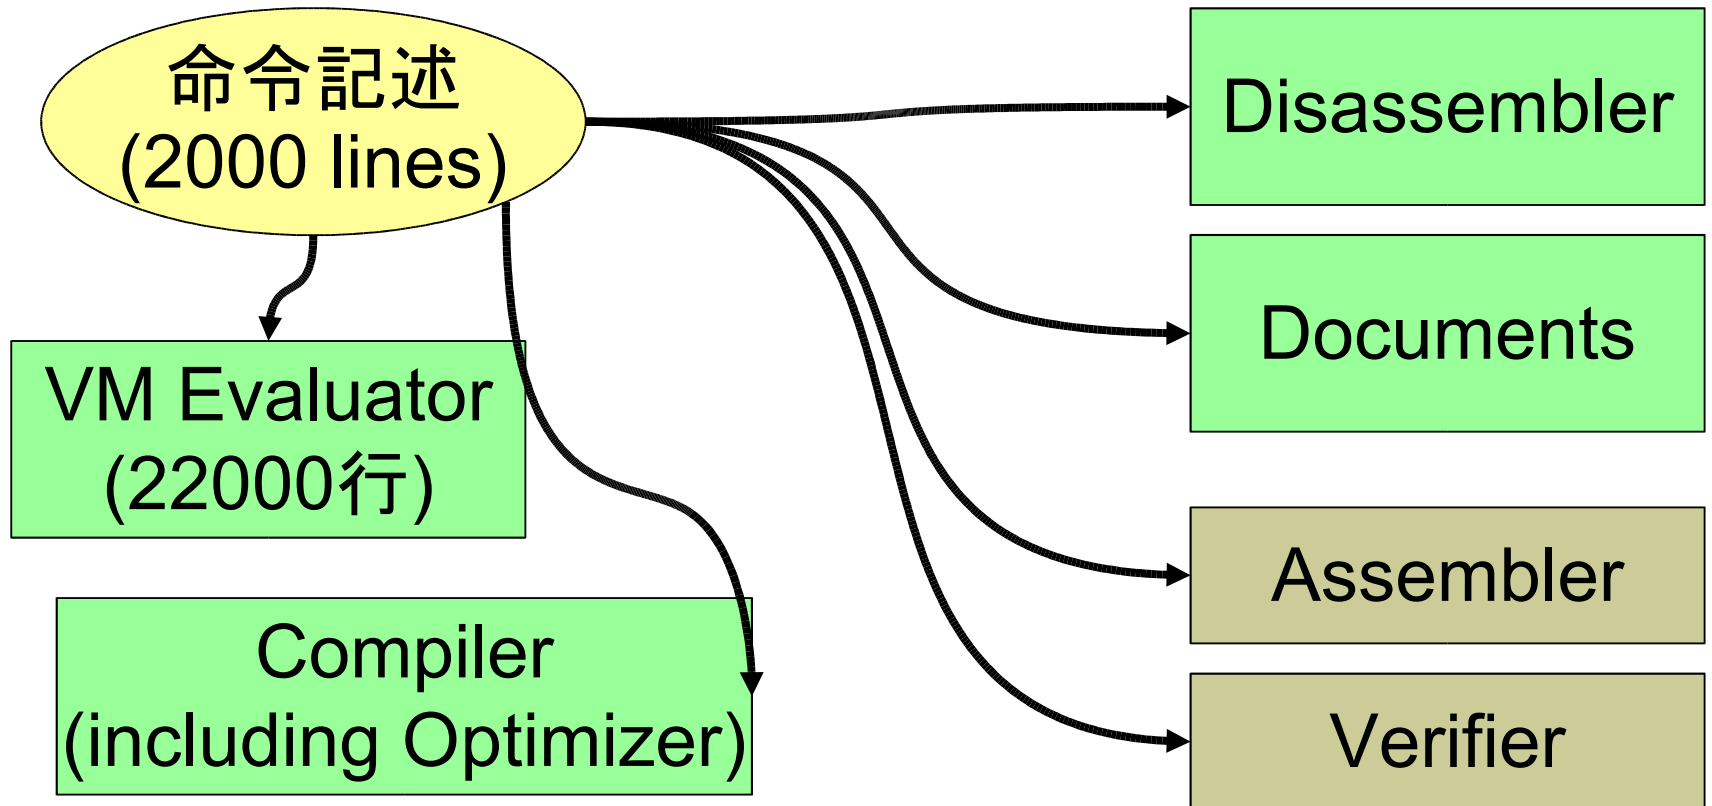 命令記述
(2000 lines)
VM Evaluator
(22000行)
Compiler
(including Optimizer)
Disassembler
Documents
Assembler
Verifier